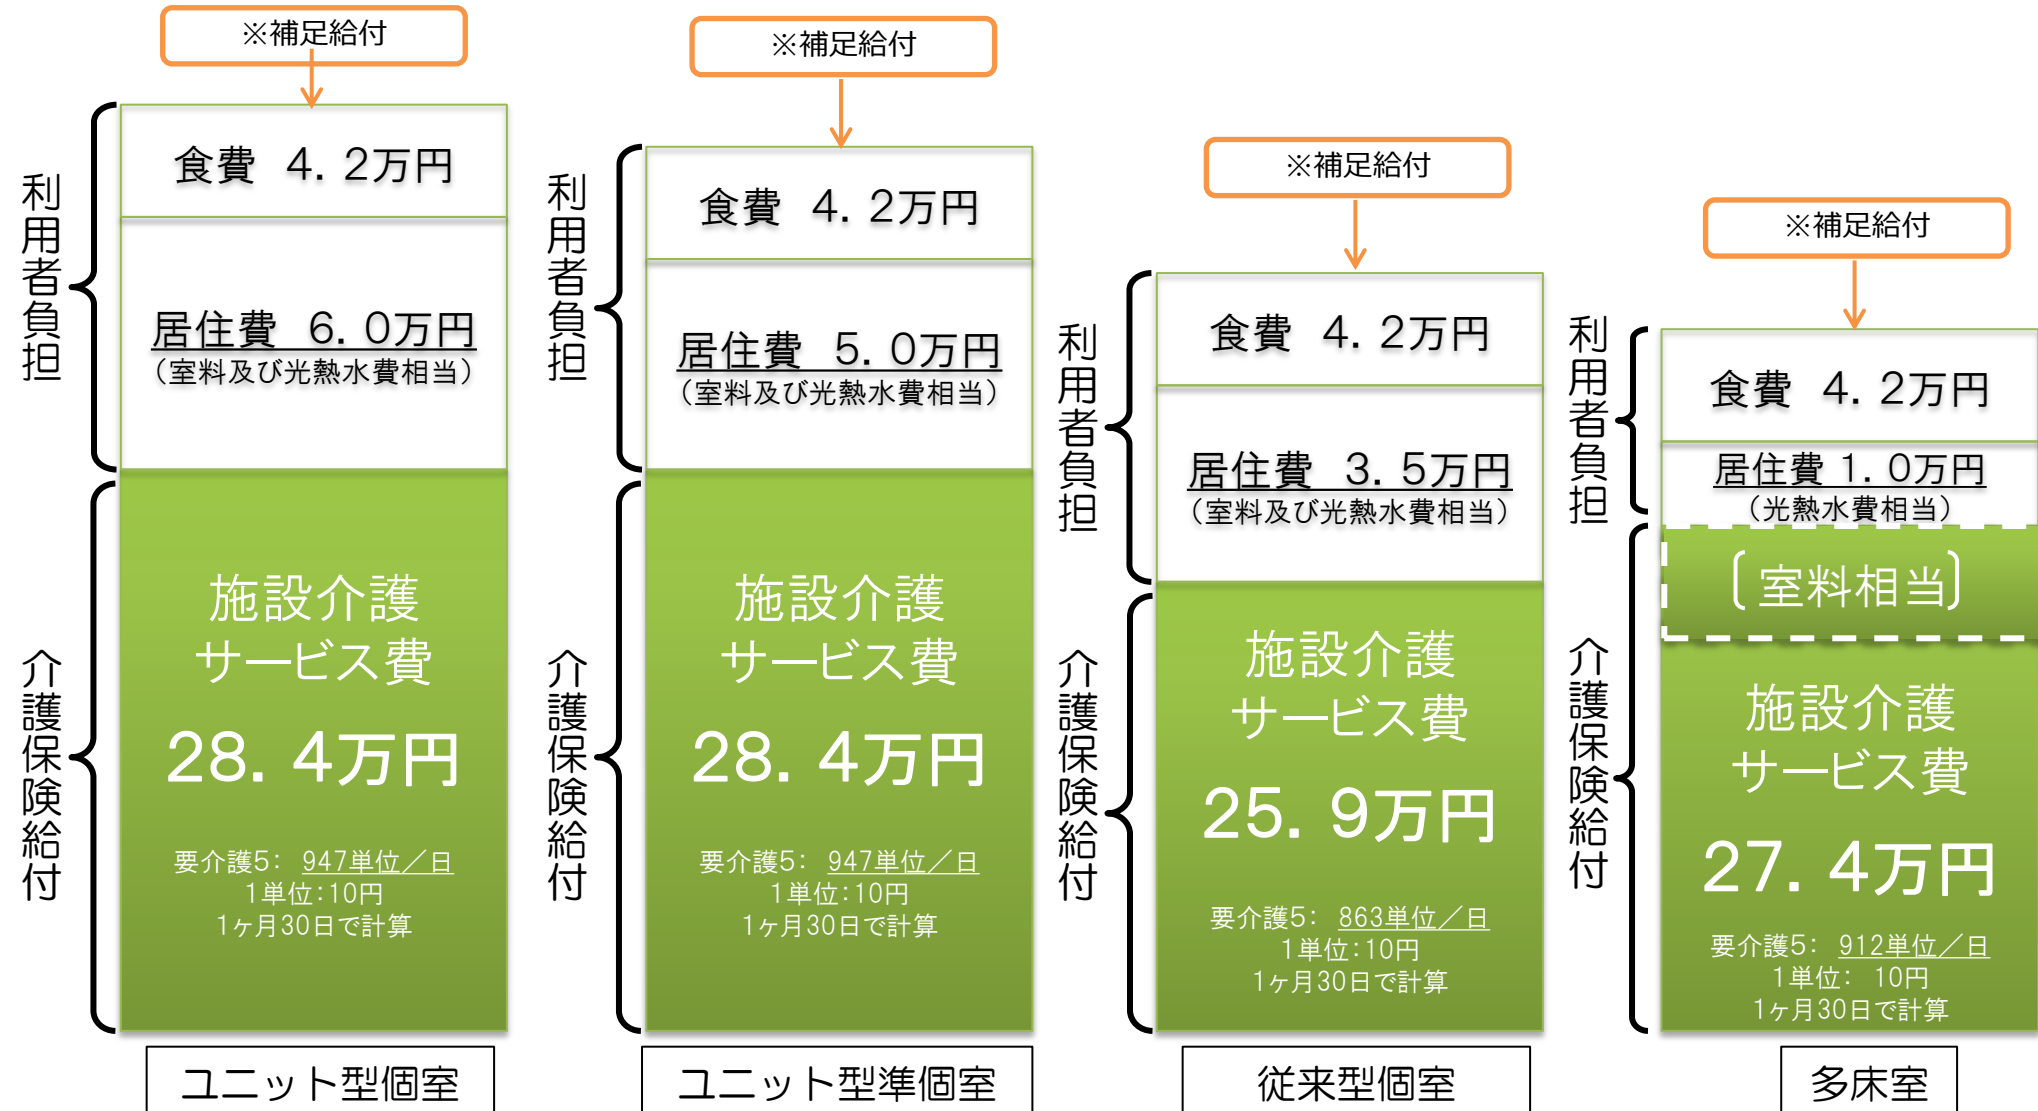 ※補足給付
利用者負担
食費　4．2万円
居住費　6．0万円
（室料及び光熱水費相当）
介護保険給付
施設介護
サービス費
28．4万円
要介護5：　947単位／日
1単位：10円
1ヶ月30日で計算
ユニット型個室
※補足給付
利用者負担
食費　4．2万円
居住費　5．0万円
（室料及び光熱水費相当）
介護保険給付
施設介護
サービス費
28．4万円
要介護5：　947単位／日
1単位：10円
1ヶ月30日で計算
ユニット型準個室
※補足給付
利用者負担
食費　4．2万円
居住費　3．5万円
（室料及び光熱水費相当）
介護保険給付
施設介護
サービス費
25．9万円
要介護5：　863単位／日
1単位：10円
1ヶ月30日で計算
従来型個室
※補足給付
利用者負担
食費　4．2万円
居住費 1．0万円
（光熱水費相当）
介護保険給付
〔室料相当〕
施設介護
サービス費
27．4万円
要介護5：　912単位／日
1単位：　10円
1ヶ月30日で計算
多床室